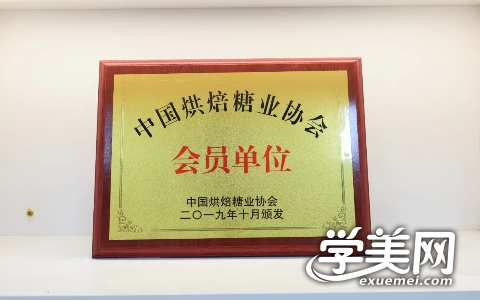 中国烘焙糖业协会
会员单位
中国烘焙糖业协会
二〇一九年十月颁发
学美网
exuemei.com